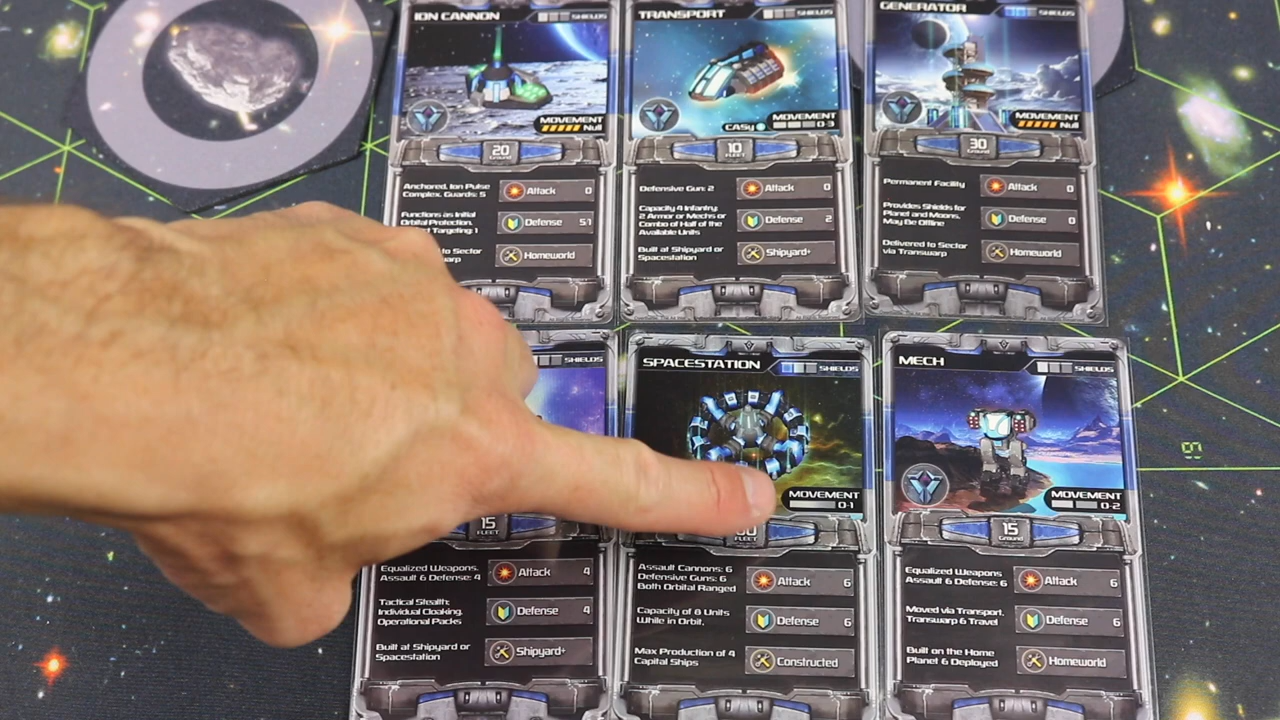 ION CANNON
SHIELDS
MOVEMENT
Null
20
Ground
Anchored, Ion Pulse
Complex. Guards: 5
Functions as Initial
Orbital Protection.
Targeting: 1
to Sector
Attack 0
Defense 51
Homeworld
TRANSPORT
SHIELDS
CASy
MOVEMENT
0-3
10
FLEET
Defensive Gun: 2
Capacity 4 Infantry:
2 Armor or Mechs or
Combo of Half of the
Available Units
Built at Shipyard or
Spacestation
Attack 0
Defense 2
Shipyard+
GENERATOR
SHIELDS
MOVEMENT
Null
30
Ground
Permanent Facility
Provides Shields for
Planet and Moons,
May Be Offline
Delivered to Sector
via Transwarp
Attack 0
Defense 0
Homeworld
SHIELDS
15
FLEET
Equalized Weapons.
Assault & Defense: 4
Tactical Stealth:
Individual Cloaking,
Operational Packs
Built at Shipyard or
Spacestation
Attack 4
Defense 4
Shipyard+
SPACESTATION
SHIELDS
MOVEMENT
0-1
FLEET
Assault Cannons: 6
Defensive Guns: 6
Both Orbital Ranged
Capacity of 8 Units
While in Orbit,
Max Production of 4
Capital Ships
Attack 6
Defense 6
Constructed
MECH
SHIELDS
MOVEMENT
0-2
15
Ground
Equalized Weapons
Assault & Defense: 6
Moved via Transport,
Transwarp & Travel
Built on the Home
Planet & Deployed
Attack 6
Defense 6
Homeworld